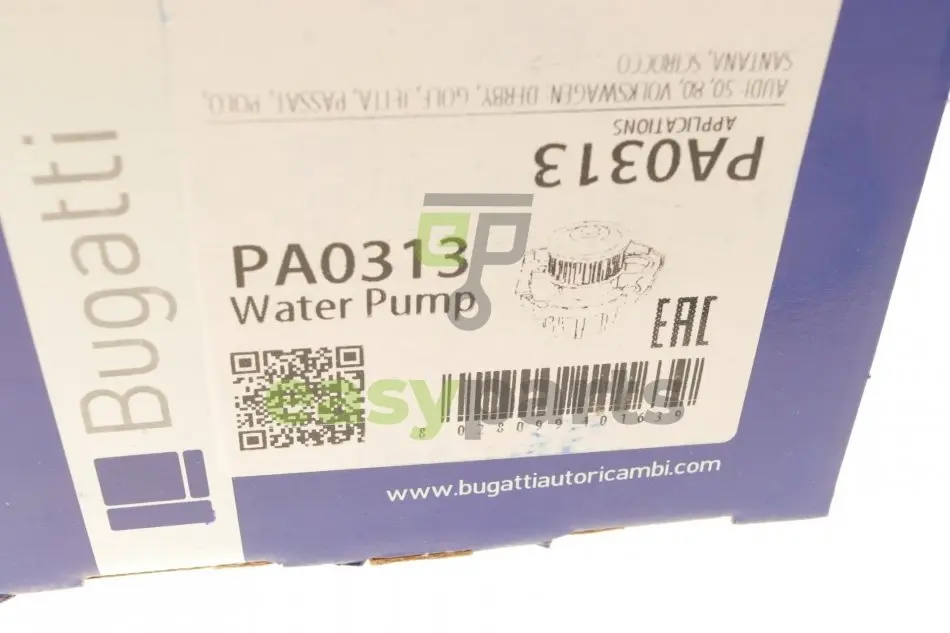 Bugatti
AUDI-50, 80, VOLKSWAGEN DERBY, GOLF, JETTA, PASSAT, POLO,
SANTANA, SCIROCCO
APPLICATIONS
PA0313
PA0313
Water Pump
EAC
easyparts
www.bugattiautoricambi.com